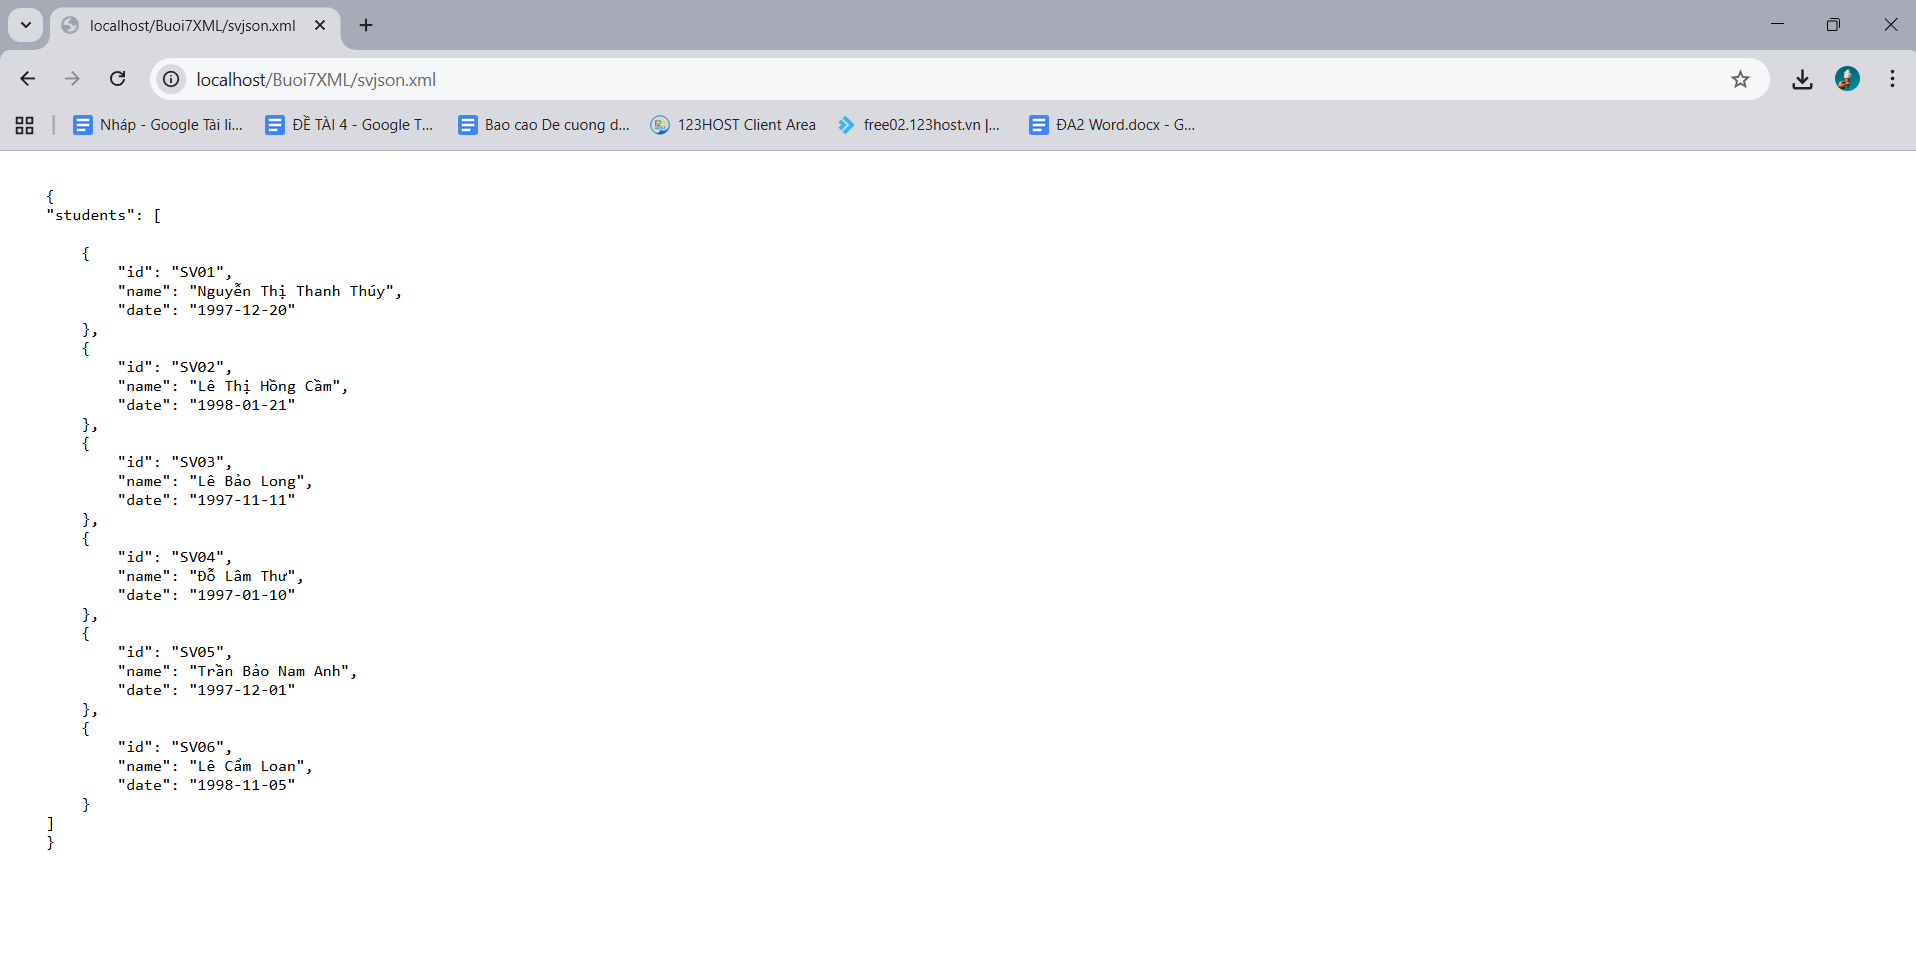 localhost/Buoi7XML/svjson.xml
localhost/Buoi7XML/svjson.xml
Nháp - Google Tài li... ĐỀ TÀI 4 - Google T... Bao cao De cuong d... 123HOST Client Area free02.123host.vn |... ĐA2 Word.docx - G...
{
"students": [
{
"id": "SV01",
"name": "Nguyễn Thị Thanh Thúy",
"date": "1997-12-20"
},
{
"id": "SV02",
"name": "Lê Thị Hồng Cầm",
"date": "1998-01-21"
},
{
"id": "SV03",
"name": "Lê Bảo Long",
"date": "1997-11-11"
},
{
"id": "SV04",
"name": "Đỗ Lâm Thư",
"date": "1997-01-10"
},
{
"id": "SV05",
"name": "Trần Bảo Nam Anh",
"date": "1997-12-01"
},
{
"id": "SV06",
"name": "Lê Cẩm Loan",
"date": "1998-11-05"
}
]
}